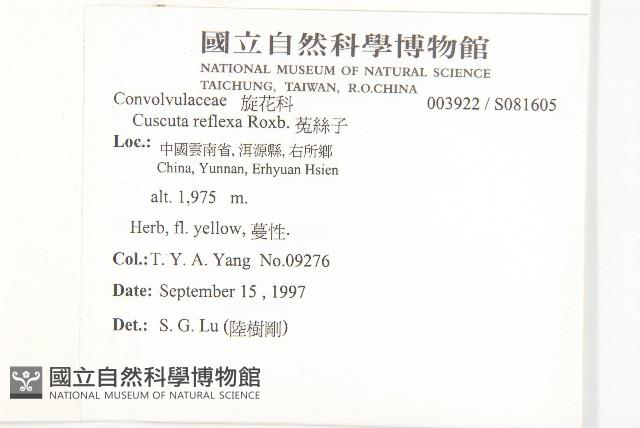 國立自然科學博物館
NATIONAL MUSEUM OF NATURAL SCIENCE
TAICHUNG, TAIWAN, R.O.CHINA
Convolvulaceae 旋花科 003922 / S081605
Cuscuta reflexa Roxb. 菟絲子
Loc.: 中國雲南省, 洱源縣, 右所鄉
China, Yunnan, Erhyuan Hsien
alt. 1,975 m.
Herb, fl. yellow, 蔓性.
Col.: T. Y. A. Yang No.09276
Date: September 15 , 1997
Det.: S. G. Lu (陸樹剛)
國立自然科學博物館
NATIONAL MUSEUM OF NATURAL SCIENCE